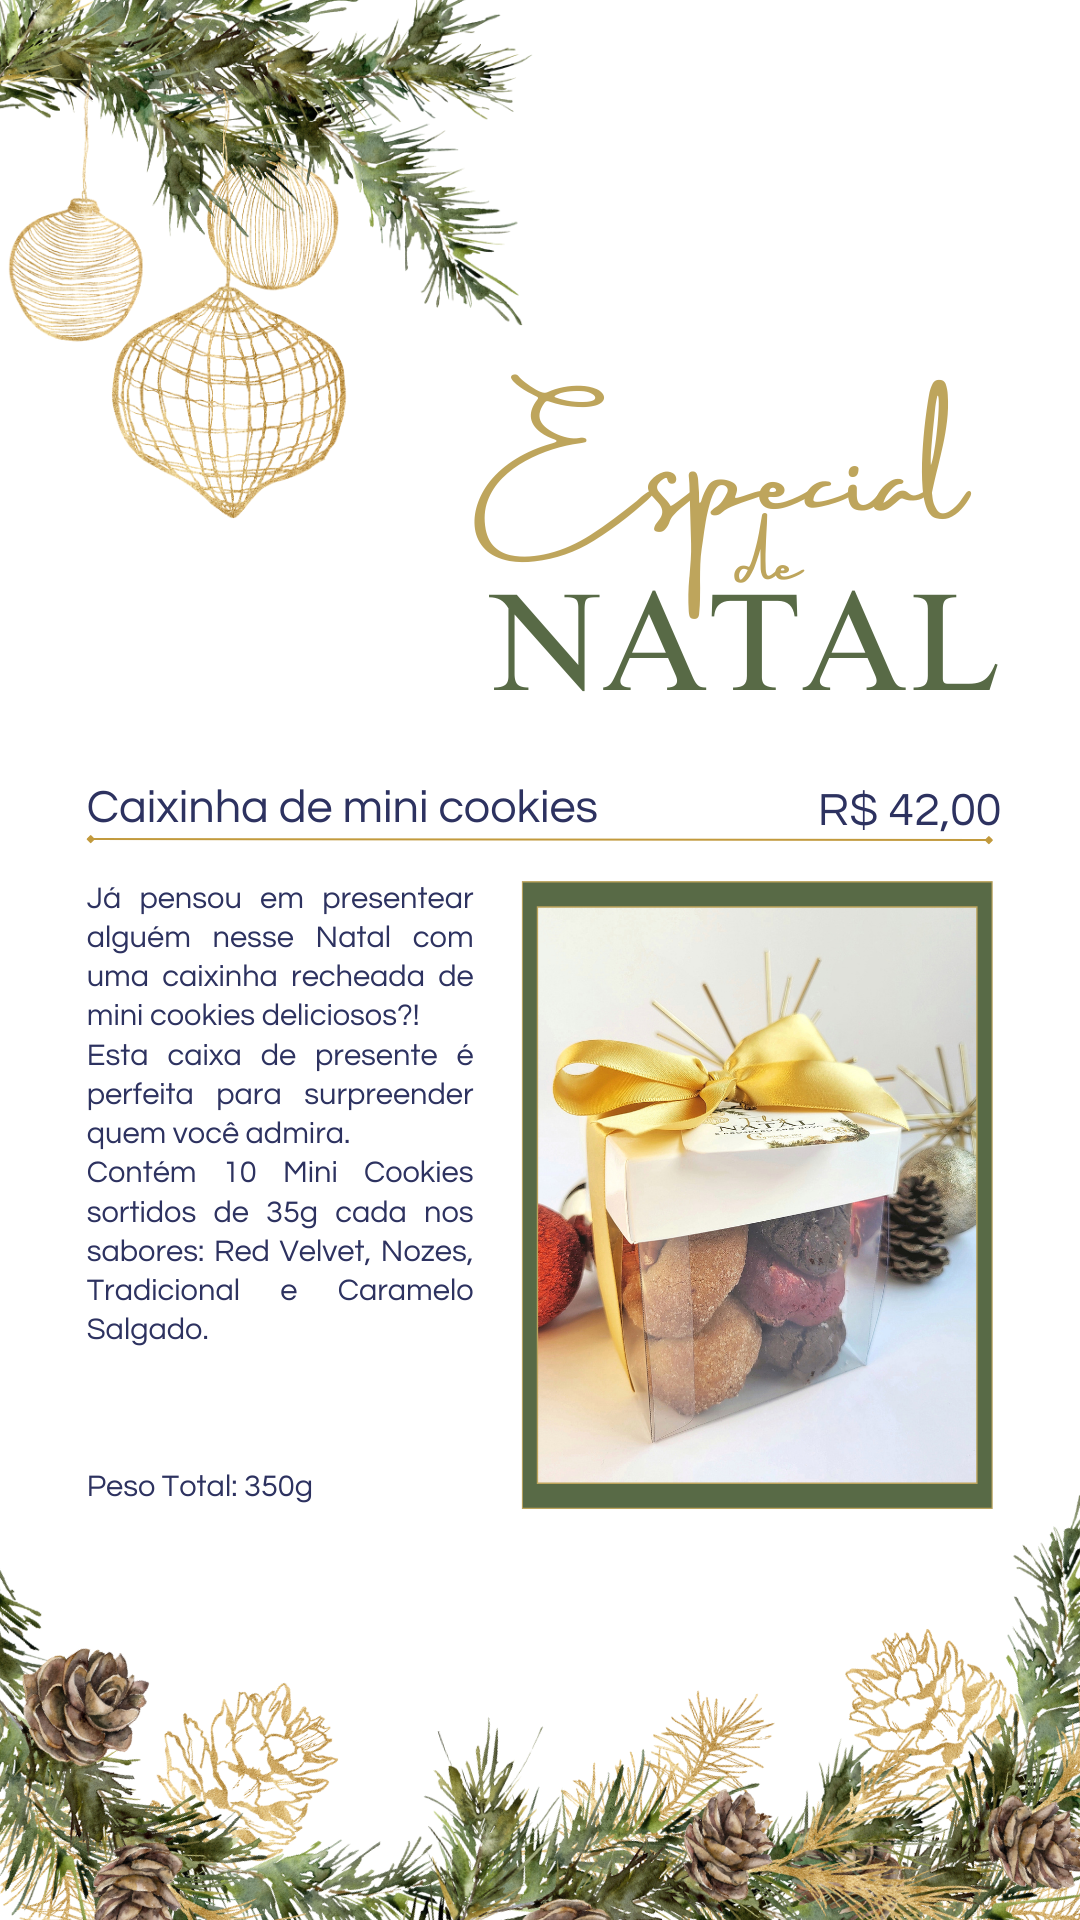 Especial
de
NATAL
Caixinha de mini cookies R$ 42,00
Já pensou em presentear
alguém nesse Natal com
uma caixinha recheada de
mini cookies deliciosos?!
Esta caixa de presente é
perfeita para surpreender
quem você admira.
Contém 10 Mini Cookies
sortidos de 35g cada nos
sabores: Red Velvet, Nozes,
Tradicional e Caramelo
Salgado.
NATAL
Peso Total: 350g